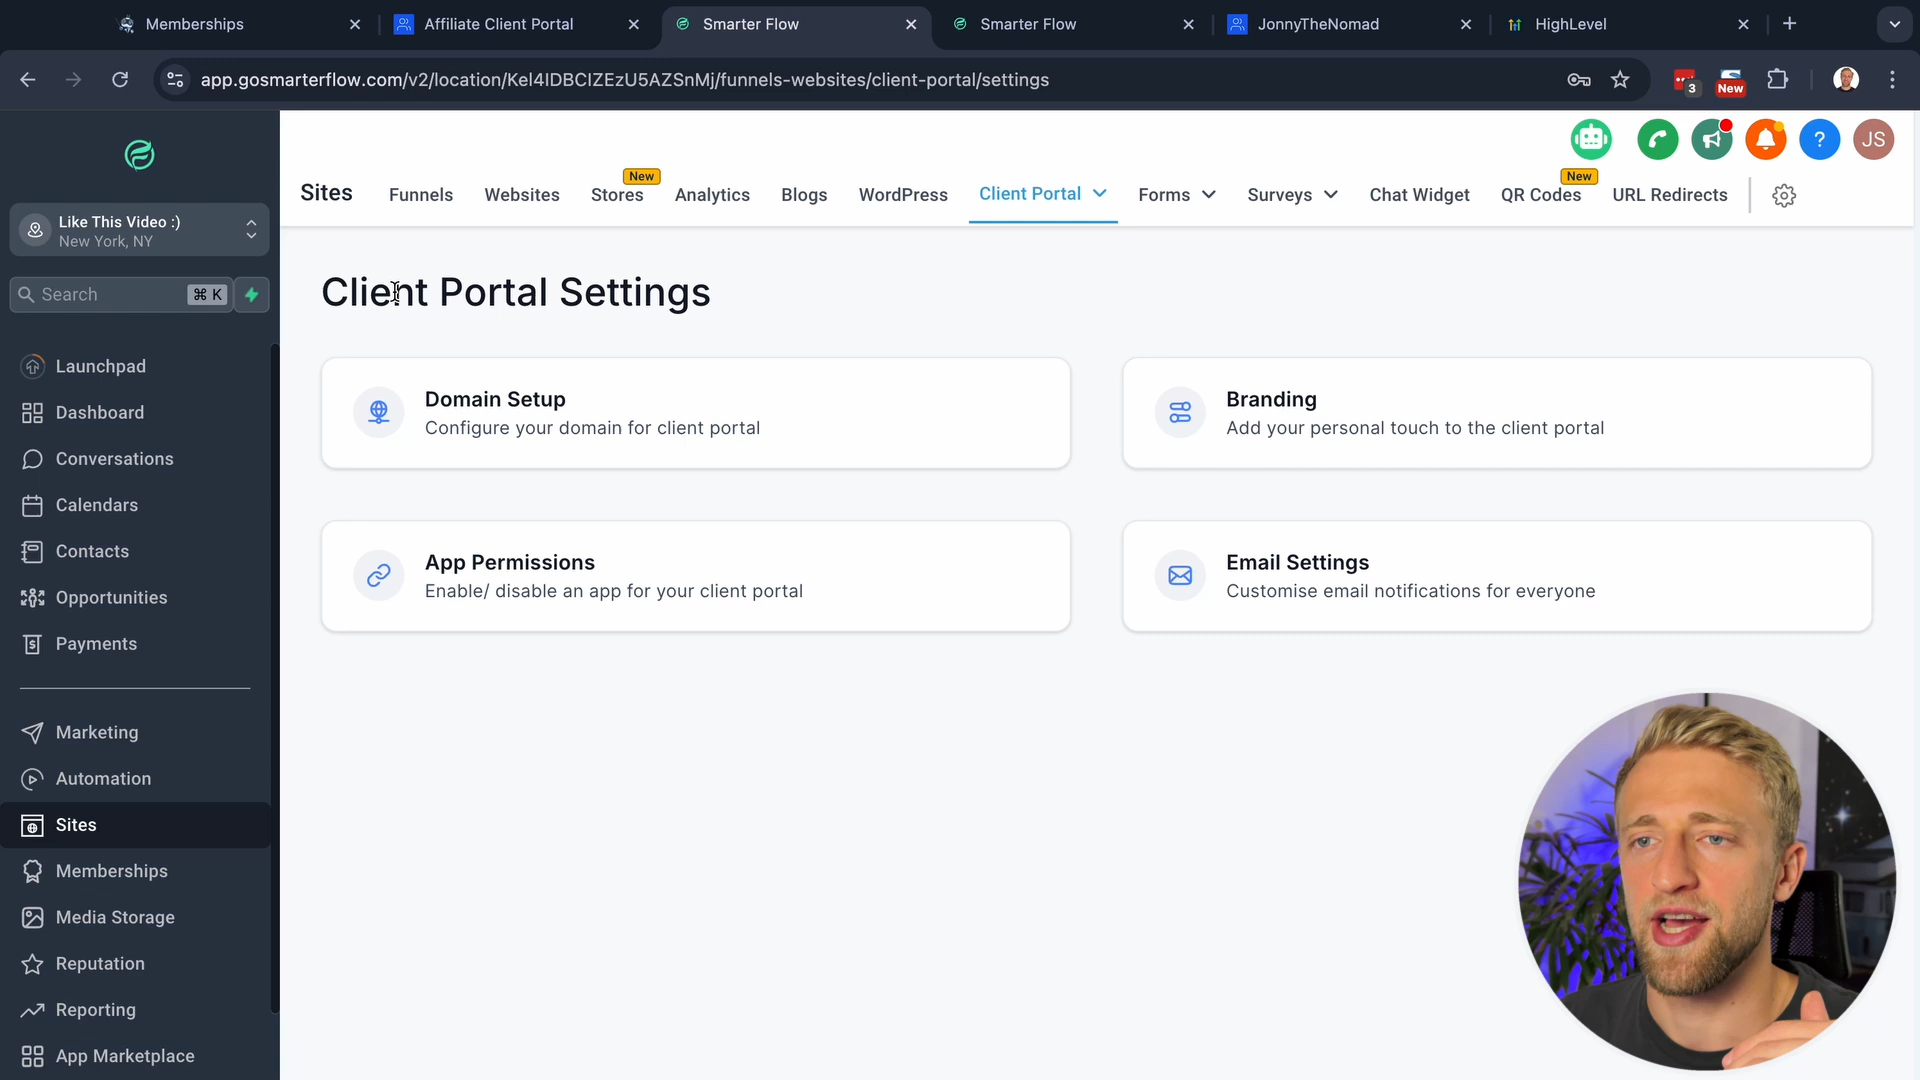 Memberships
Affiliate Client Portal
Smarter Flow
Smarter Flow
JonnyTheNomad
HighLevel
app.gosmarterflow.com/v2/location/Kel4IDBCIZEzU5AZSnMj/funnels-websites/client-portal/settings
3
New
JS
Like This Video :)
New York, NY
Search
⌘ K
Launchpad
Dashboard
Conversations
Calendars
Contacts
Opportunities
Payments
Marketing
Automation
Sites
Memberships
Media Storage
Reputation
Reporting
App Marketplace
Sites
Funnels
Websites
Stores
New
Analytics
Blogs
WordPress
Client Portal
Forms
Surveys
Chat Widget
QR Codes
New
URL Redirects
Client Portal Settings
Domain Setup
Configure your domain for client portal
Branding
Add your personal touch to the client portal
App Permissions
Enable/ disable an app for your client portal
Email Settings
Customise email notifications for everyone